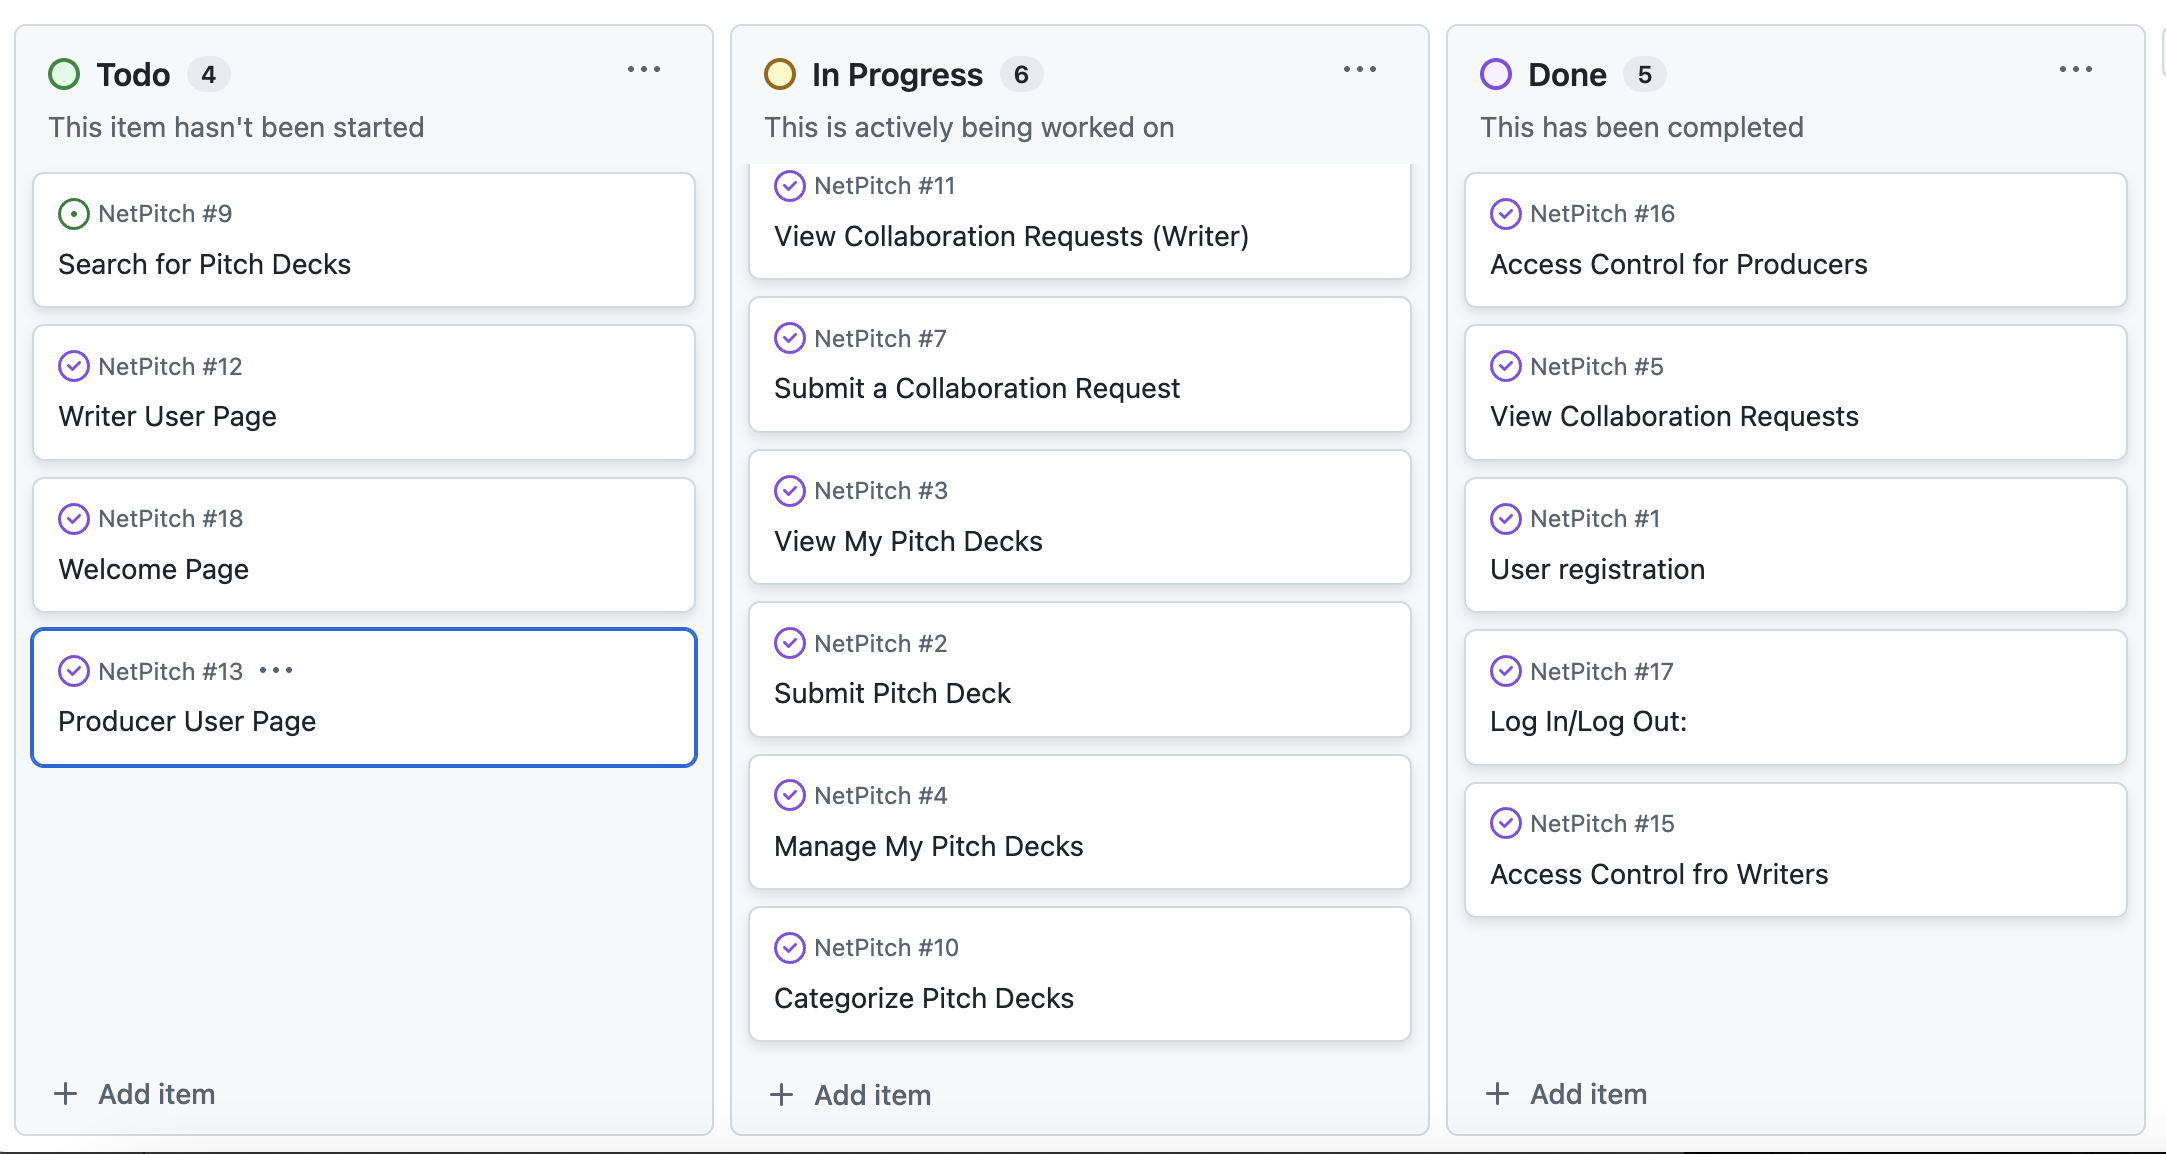 Todo 4
This item hasn't been started
NetPitch #9
Search for Pitch Decks
NetPitch #12
Writer User Page
NetPitch #18
Welcome Page
NetPitch #13
Producer User Page
+ Add item
In Progress 6
This is actively being worked on
NetPitch #11
View Collaboration Requests (Writer)
NetPitch #7
Submit a Collaboration Request
NetPitch #3
View My Pitch Decks
NetPitch #2
Submit Pitch Deck
NetPitch #4
Manage My Pitch Decks
NetPitch #10
Categorize Pitch Decks
+ Add item
Done 5
This has been completed
NetPitch #16
Access Control for Producers
NetPitch #5
View Collaboration Requests
NetPitch #1
User registration
NetPitch #17
Log In/Log Out:
NetPitch #15
Access Control fro Writers
+ Add item